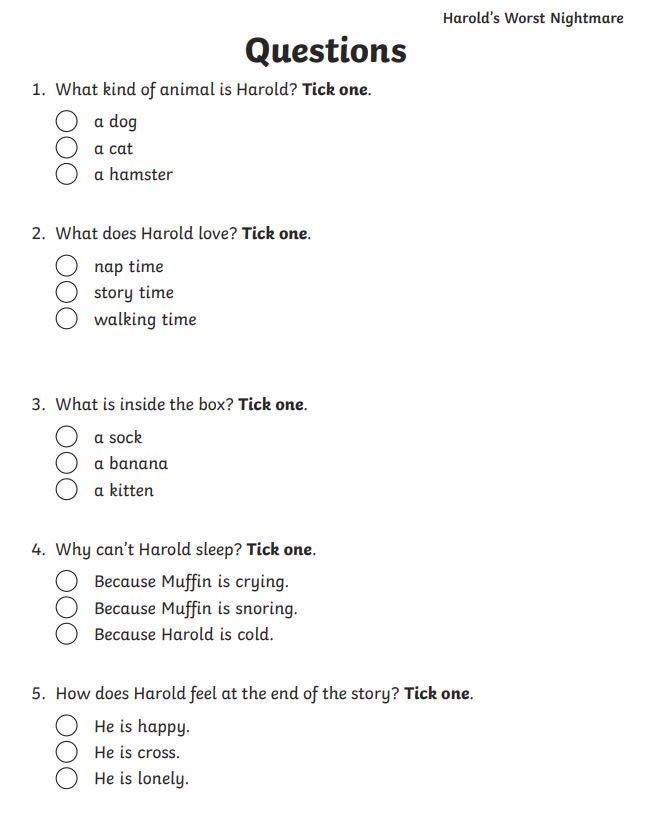 Harold's Worst Nightmare
Questions
1. What kind of animal is Harold? Tick one.
a dog
a cat
a hamster
2. What does Harold love? Tick one.
nap time
story time
walking time
3. What is inside the box? Tick one.
a sock
a banana
a kitten
4. Why can't Harold sleep? Tick one.
Because Muffin is crying.
Because Muffin is snoring.
Because Harold is cold.
5. How does Harold feel at the end of the story? Tick one.
He is happy.
He is cross.
He is lonely.